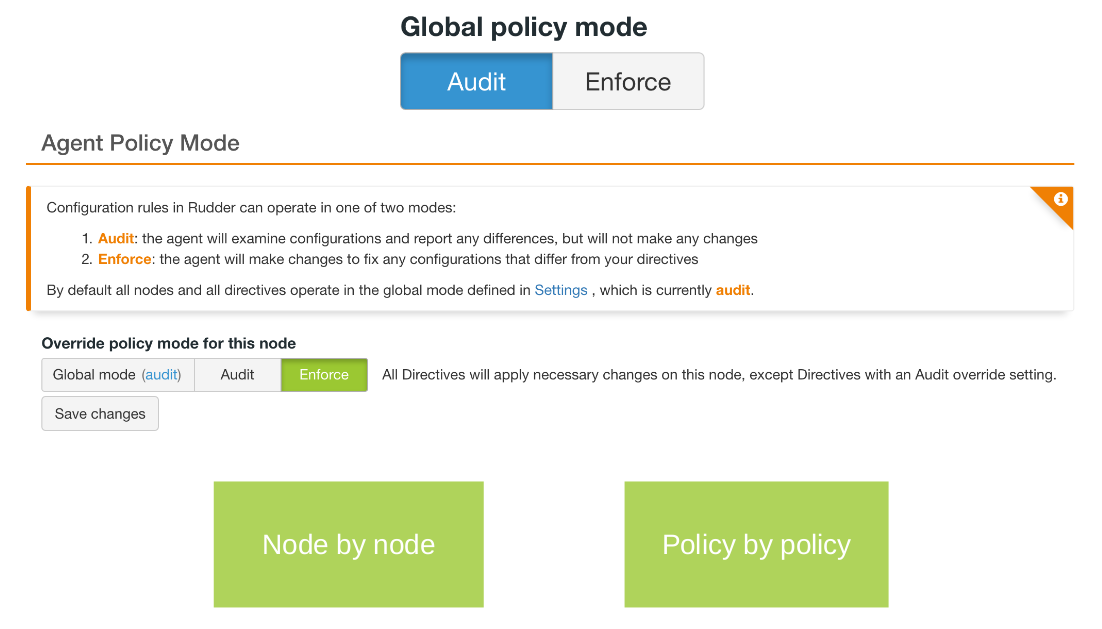 Global policy mode
Audit Enforce
Agent Policy Mode
Configuration rules in Rudder can operate in one of two modes:
1. Audit: the agent will examine configurations and report any differences, but will not make any changes
2. Enforce: the agent will make changes to fix any configurations that differ from your directives
By default all nodes and all directives operate in the global mode defined in Settings , which is currently audit.
Override policy mode for this node
Global mode (audit) Audit Enforce All Directives will apply necessary changes on this node, except Directives with an Audit override setting.
Save changes
Node by node Policy by policy